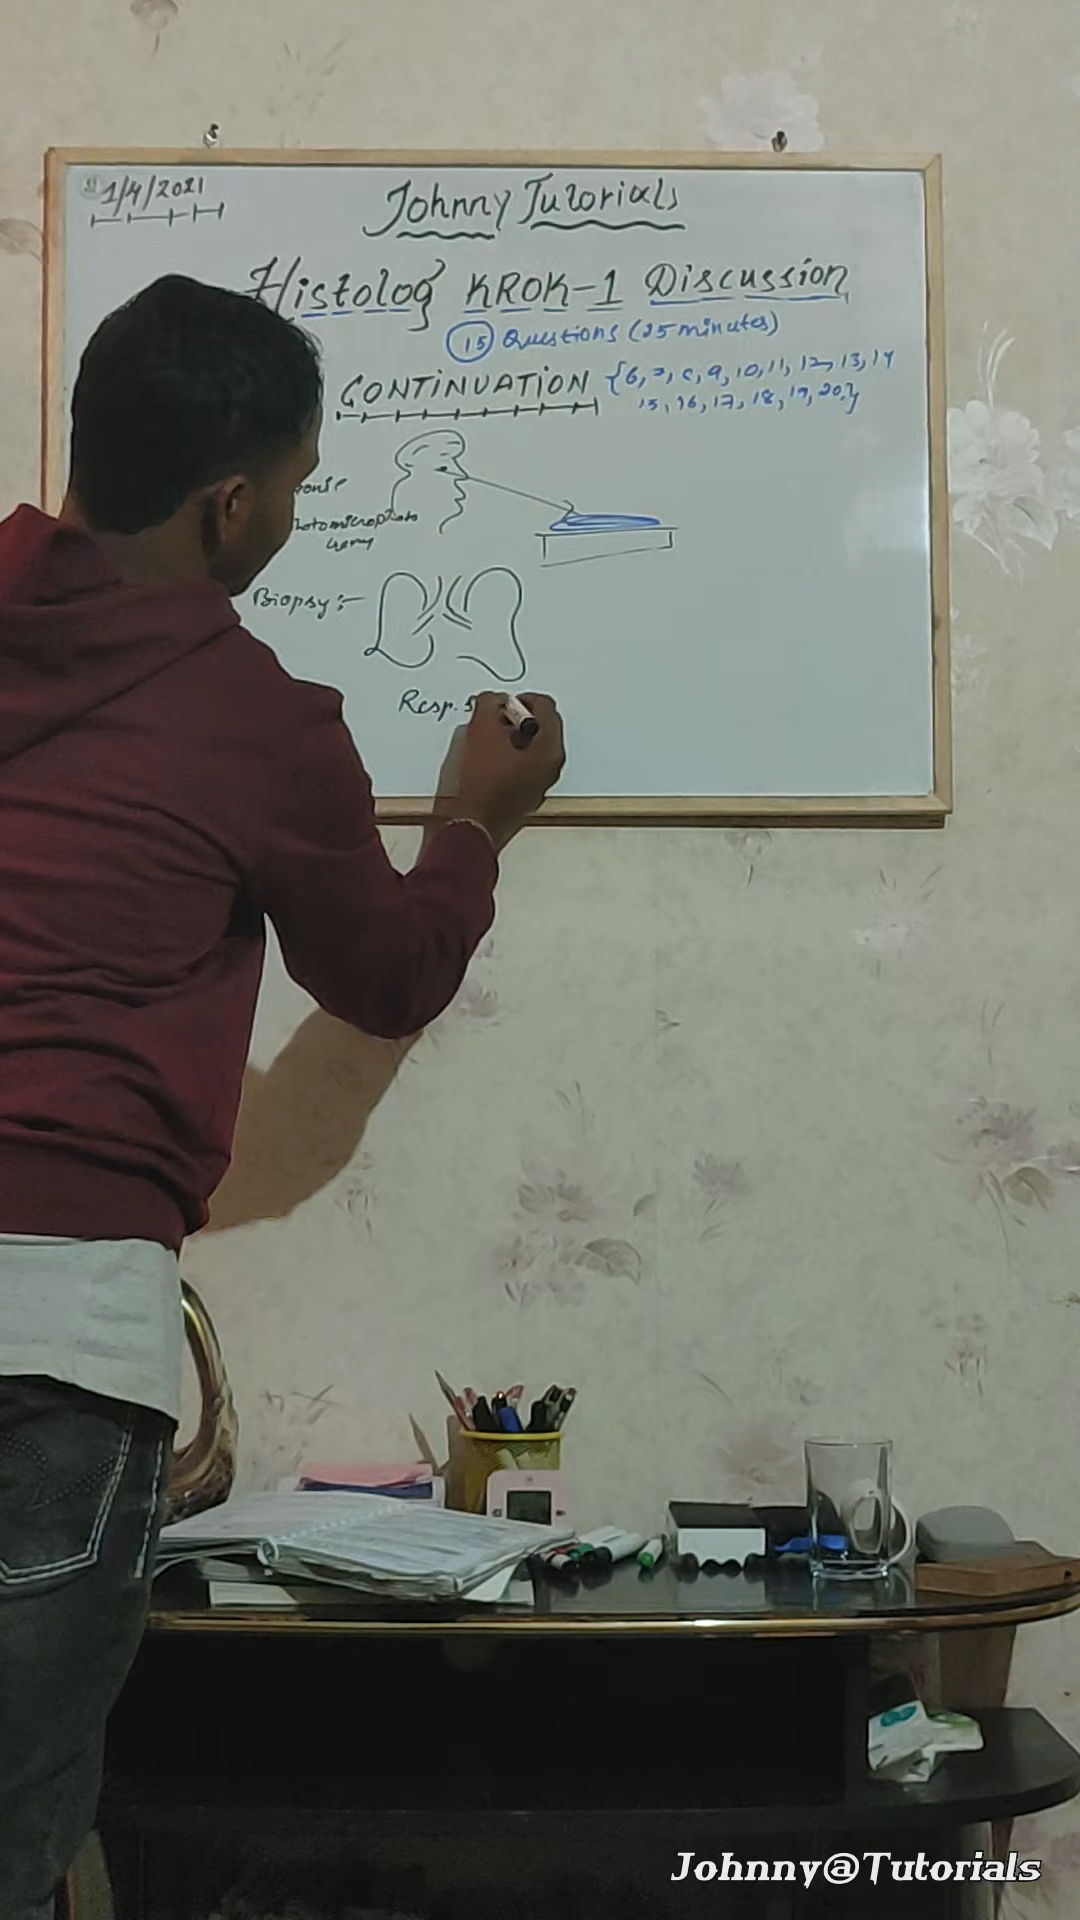 1/4/2021
Johnny Tutorials
Histology KROK-1 Discussion
15 Questions (25 minutes)
CONTINUATION {6, 7, 8, 9, 10, 11, 12, 13, 14
15, 16, 17, 18, 19, 20.}
Biopsy:-
Resp. S
Johnny@Tutorials